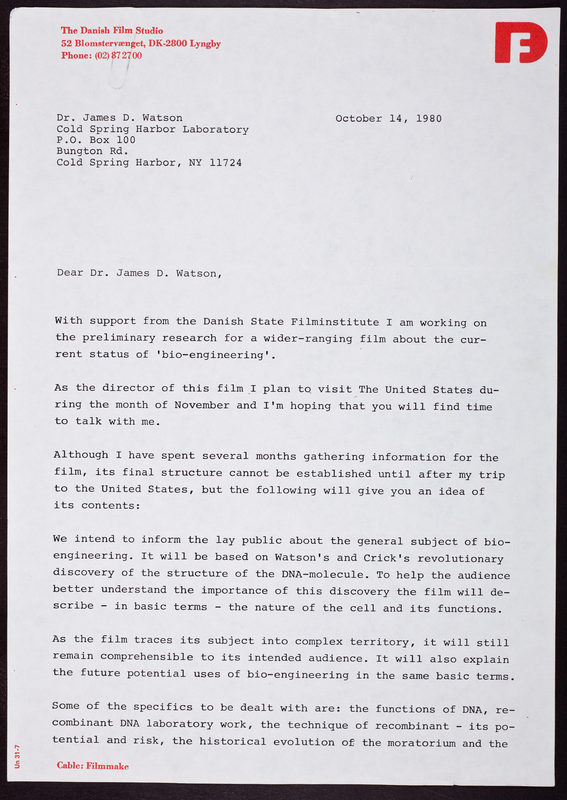 The Danish Film Studio
52 Blomstervænget, DK-2800 Lyngby
Phone: (02) 87 27 00
DF
Dr. James D. Watson
October 14, 1980
Cold Spring Harbor Laboratory
P.O. Box 100
Bungton Rd.
Cold Spring Harbor, NY 11724
Dear Dr. James D. Watson,
With support from the Danish State Filminstitute I am working on
the preliminary research for a wider-ranging film about the cur-
rent status of 'bio-engineering'.
As the director of this film I plan to visit The United States du-
ring the month of November and I'm hoping that you will find time
to talk with me.
Although I have spent several months gathering information for the
film, its final structure cannot be established until after my trip
to the United States, but the following will give you an idea of
its contents:
We intend to inform the lay public about the general subject of bio-
engineering. It will be based on Watson's and Crick's revolutionary
discovery of the structure of the DNA-molecule. To help the audience
better understand the importance of this discovery the film will de-
scribe - in basic terms - the nature of the cell and its functions.
As the film traces its subject into complex territory, it will still
remain comprehensible to its intended audience. It will also explain
the future potential uses of bio-engineering in the same basic terms.
Some of the specifics to be dealt with are: the functions of DNA, re-
combinant DNA laboratory work, the technique of recombinant - its po-
tential and risk, the historical evolution of the moratorium and the
Un 31-7
Cable: Filmmake